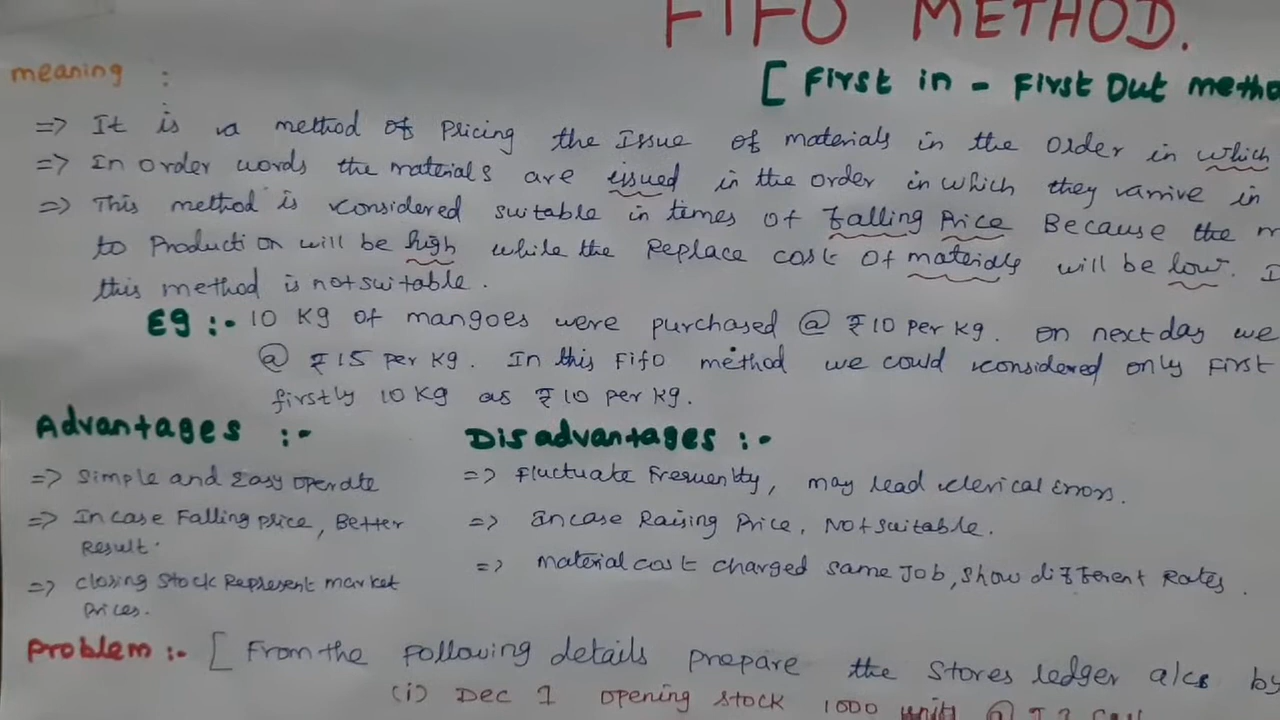 FIFO METHOD.
meaning :
[ First in - First Out metho
=> It is a method of Pricing the Issue of materials in the order in which
=> In order words the materials are issued in the order in which they arrive in
=> This method is considered suitable in times of falling Price Because the m
to Production will be high while the Replace cost of materials will be low. I
this method is not suitable.
Eg :- 10 Kg of mangoes were purchased @ ₹10 per kg. on next day we
@ ₹15 per kg. In this Fifo method we could considered only first
firstly 10 Kg as ₹10 per kg.
Advantages :-
=> Simple and Easy operate
=> In case Falling price, Better
Result.
=> closing stock Represent market
prices.
Disadvantages :-
=> Fluctuate Frequently, may lead clerical Errors.
=> In case Raising Price, Not suitable.
=> material cost charged same Job, show different Rates.
Problem :- [ From the following details prepare the stores ledger a/cs by
(i) Dec 1 opening stock 1000 units @